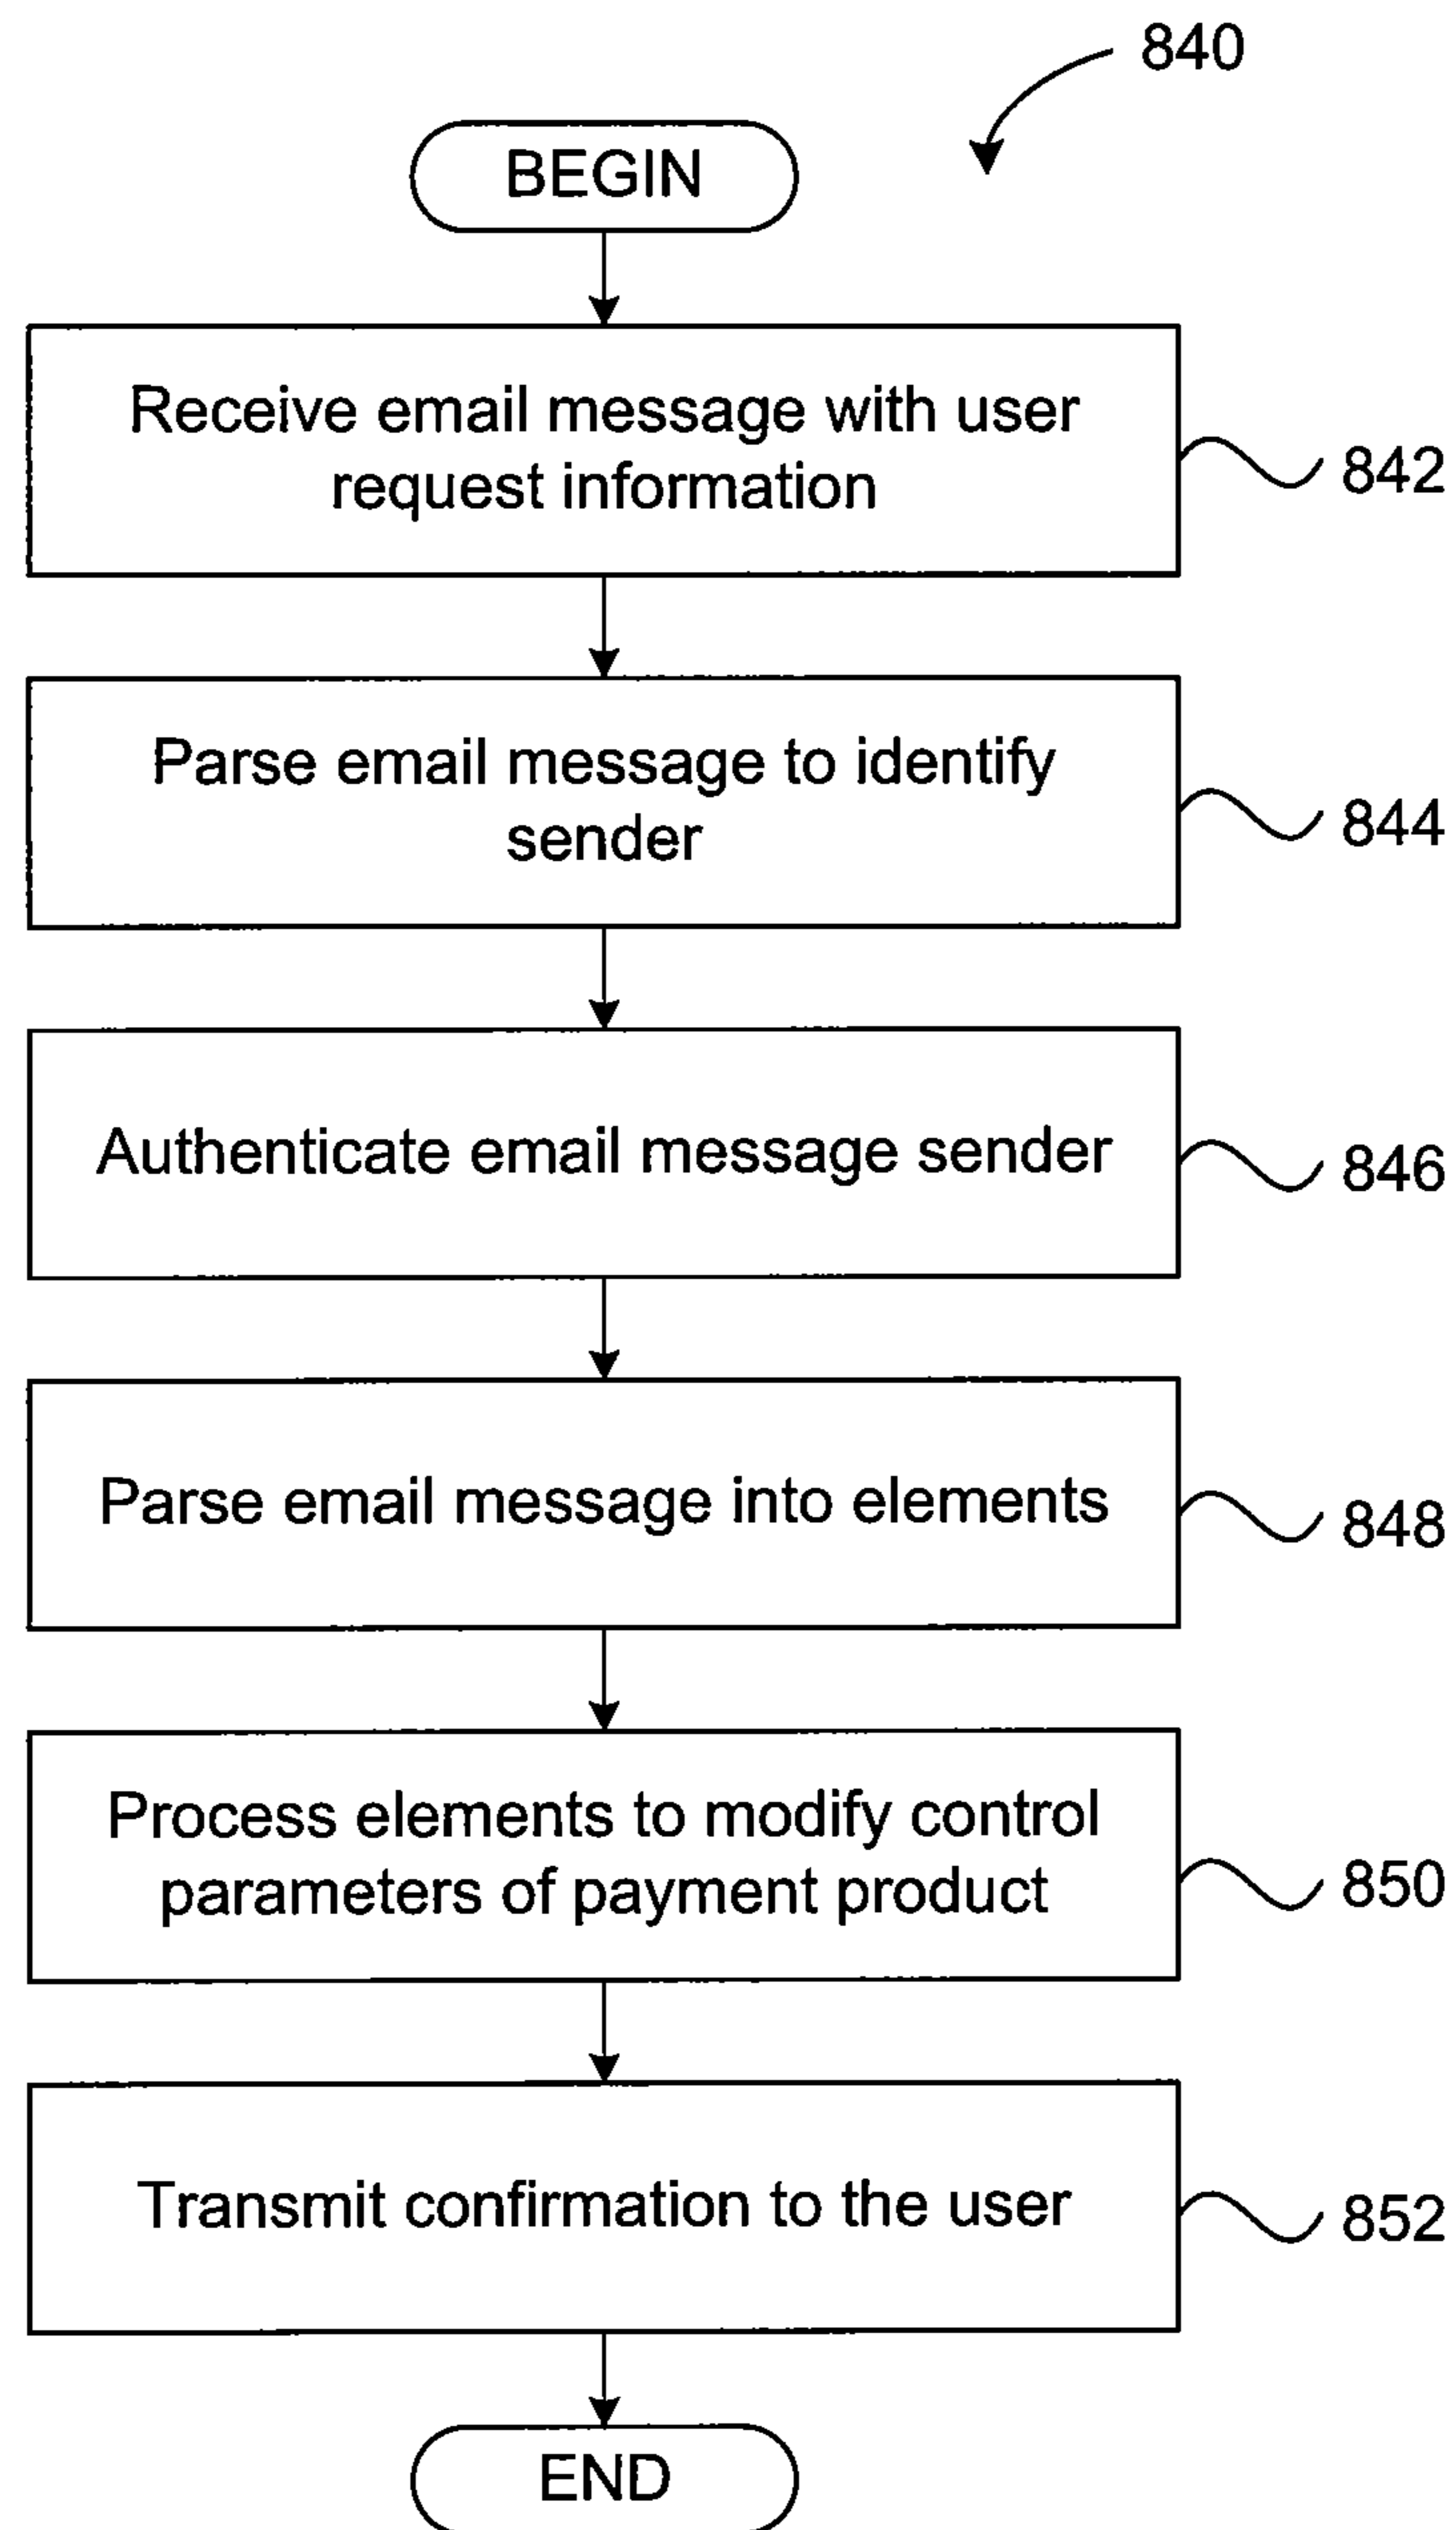 840
BEGIN
Receive email message with user
request information
842
Parse email message to identify
sender
844
Authenticate email message sender
846
Parse email message into elements
848
Process elements to modify control
parameters of payment product
850
Transmit confirmation to the user
852
END